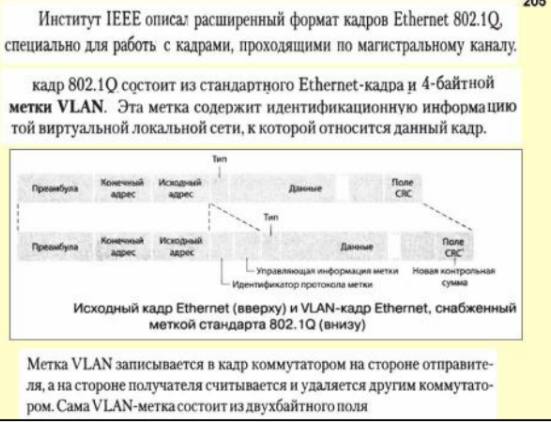 205
Институт IEEE описал расширенный формат кадров Ethernet 802.1Q,
специально для работь с кадрами, проходящими по магистральному каналу.
кадр 802.1Q состоит из стандартного Ethernet-кадра и 4-байтной
метки VLAN. Эта метка содержит идентификационную информацию
той виртуальной локальной сети, к которой относится данный кадр.
Тип
Преамбула Конечный адрес Исходный адрес Данные Поле CRC
Тип
Преамбула Конечный адрес Исходный адрес Данные Поле CRC
Управляющая информация метки Новая контрольная сумма
Идентификатор протокола метки
Исходный кадр Ethernet (вверху) и VLAN-кадр Ethernet, снабженный
меткой стандарта 802.1Q (внизу)
Метка VLAN записывается в кадр коммутатором на стороне отправите-
ля, а на стороне получателя считывается и удаляется другим коммутато-
ром. Сама VLAN-метка состоит из двухбайтного поля